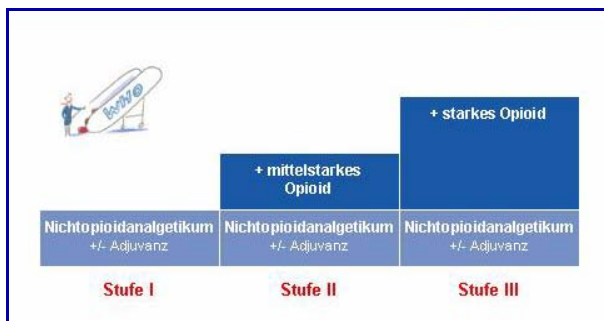 WHO
+ starkes Opioid
+ mittelstarkes
Opioid
Nichtopioidanalgetikum
+/- Adjuvanz
Nichtopioidanalgetikum
+/- Adjuvanz
Nichtopioidanalgetikum
+/- Adjuvanz
Stufe I
Stufe II
Stufe III